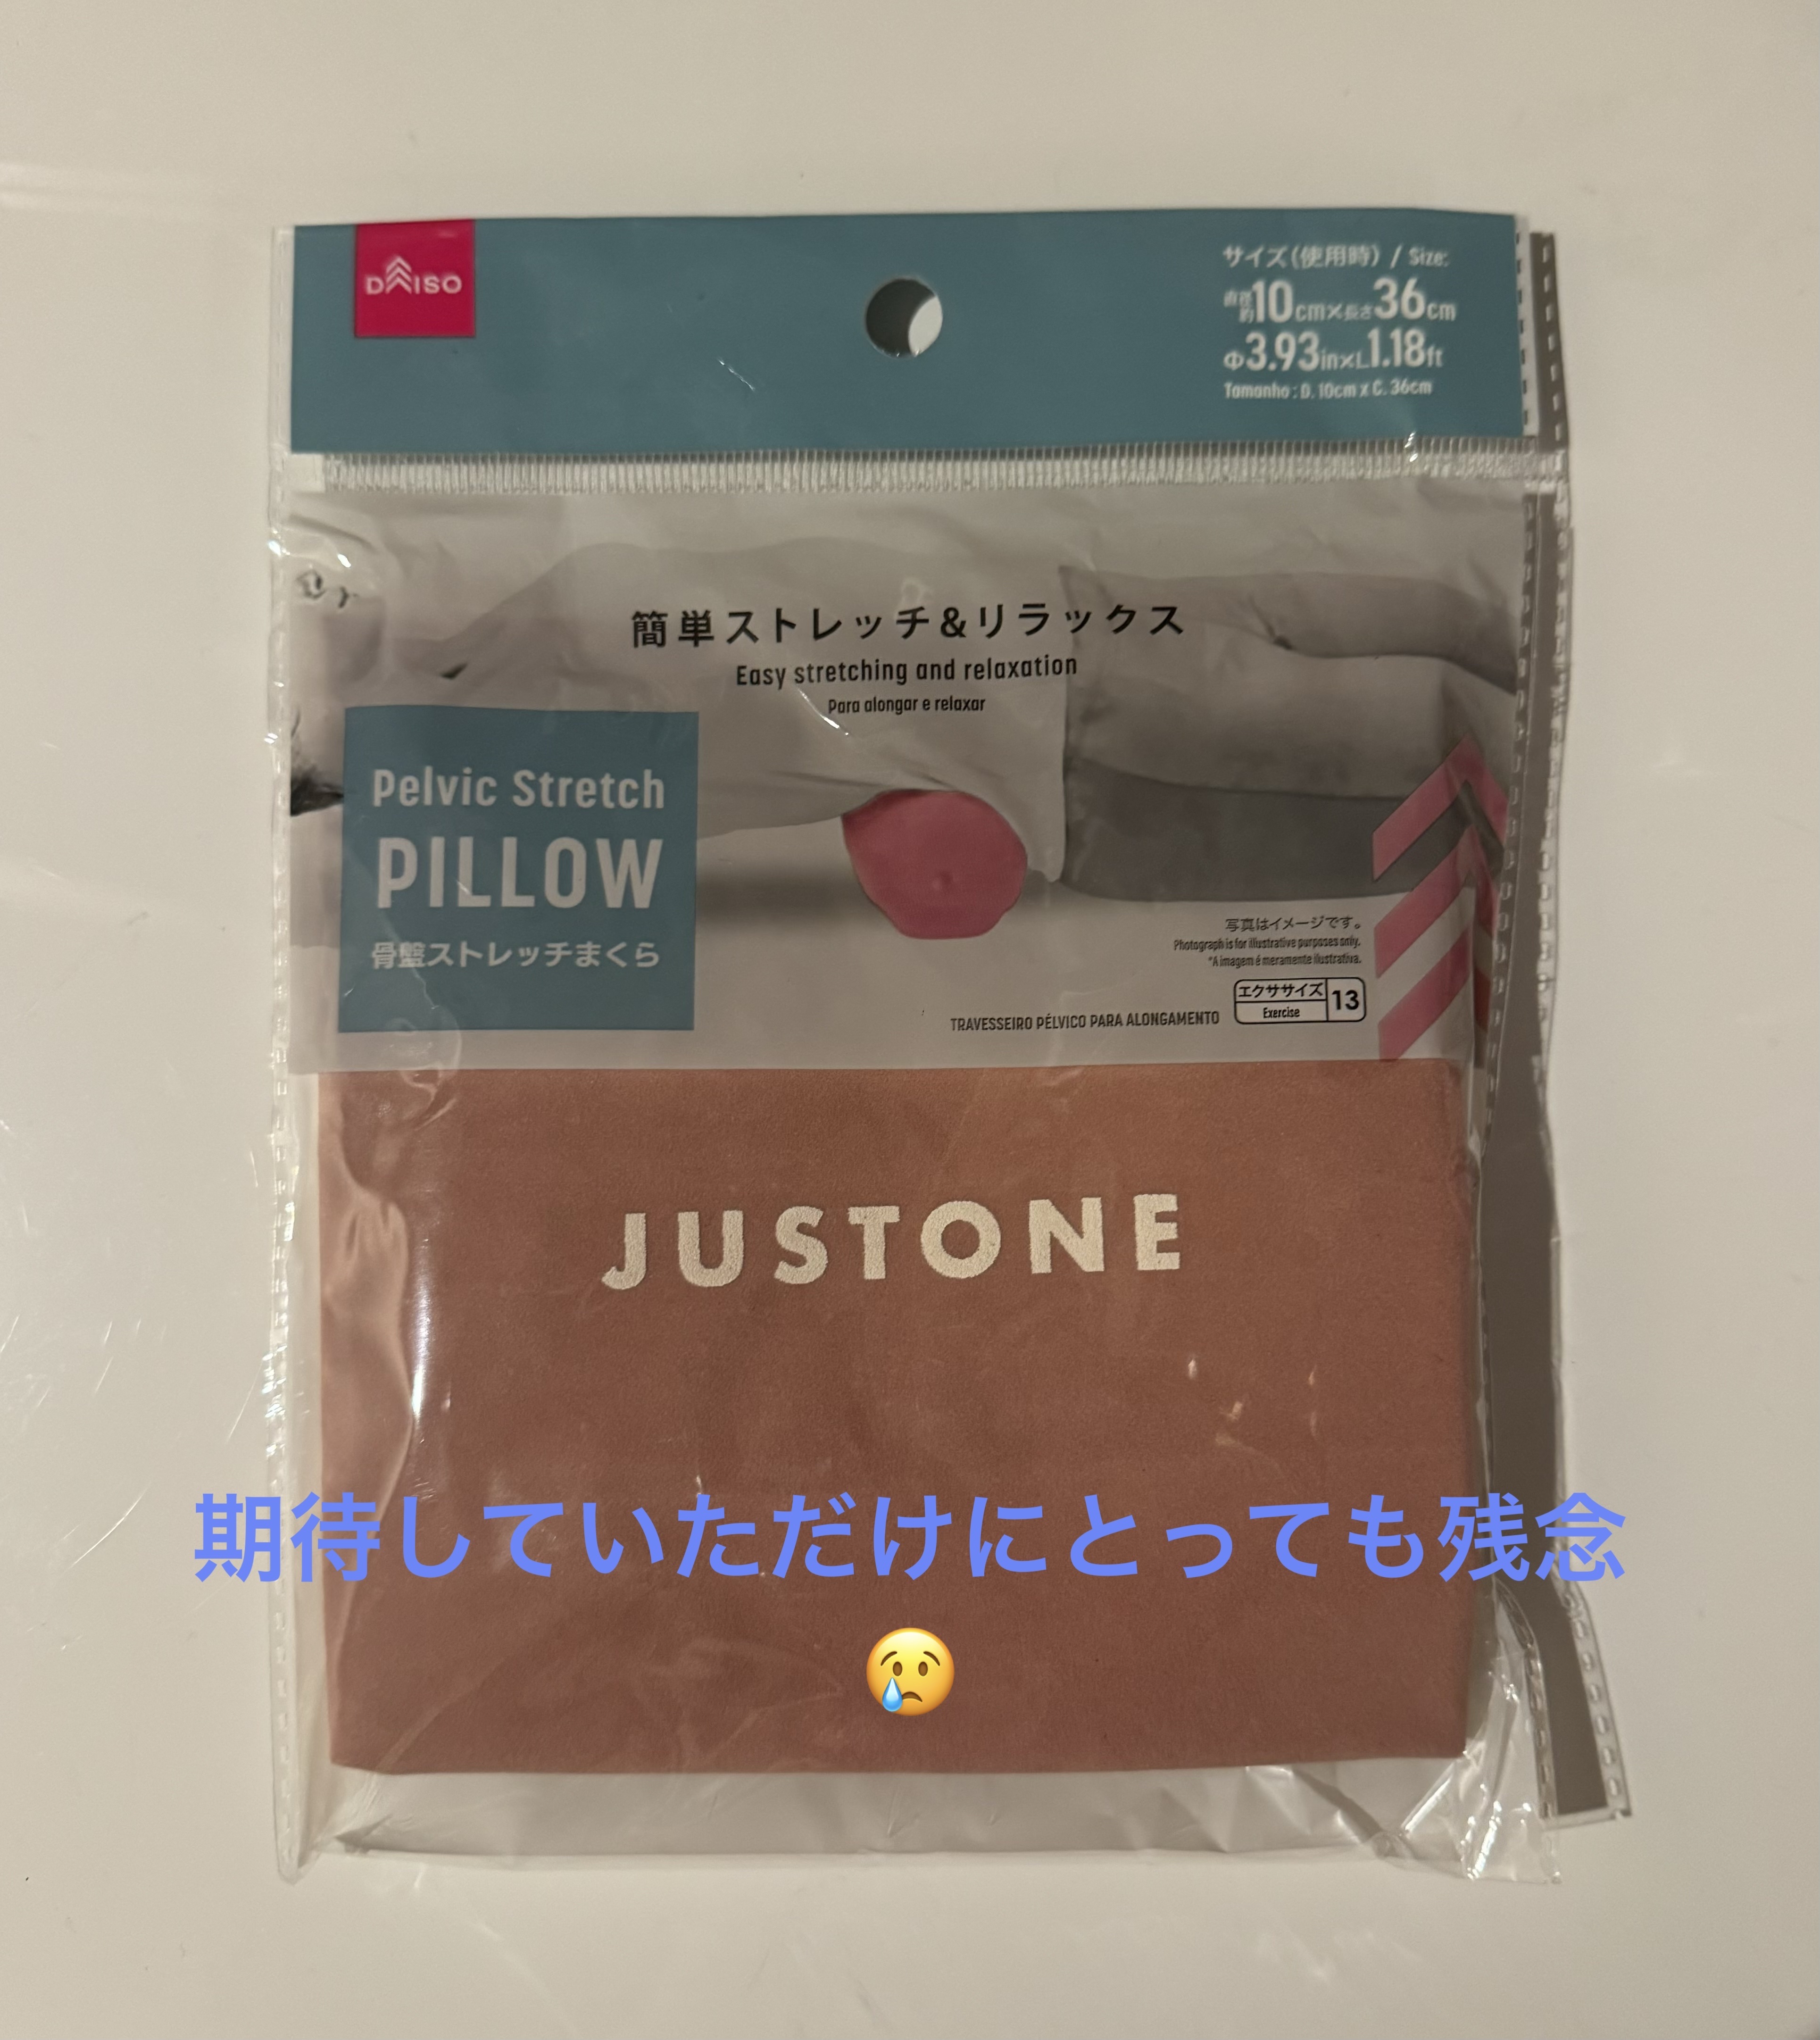 DAISO
サイズ(使用時) / Size:
直径約10cm×長さ36cm
Φ3.93in×L1.18ft
Tamanho : D. 10cm x C. 36cm
簡単ストレッチ&リラックス
Easy stretching and relaxation
Para alongar e relaxar
Pelvic Stretch
PILLOW
骨盤ストレッチまくら
写真はイメージです。
Photograph is for illustrative purposes only.
*A imagem é meramente ilustrativa.
エクササイズ 13
Exercise
TRAVESSEIRO PÉLVICO PARA ALONGAMENTO
JUSTONE
期待していただけにとっても残念
😢